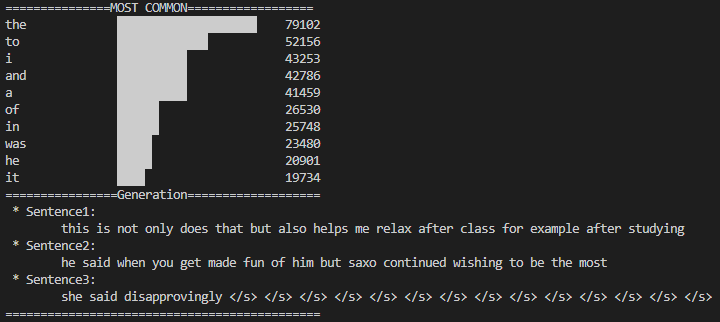 ===============MOST COMMON==================
the 79102
to 52156
i 43253
and 42786
a 41459
of 26530
in 25748
was 23480
he 20901
it 19734
================Generation===================
* Sentence1:
this is not only does that but also helps me relax after class for example after studying
* Sentence2:
he said when you get made fun of him but saxo continued wishing to be the most
* Sentence3:
she said disapprovingly </s> </s> </s> </s> </s> </s> </s> </s> </s> </s> </s> </s> </s> </s>
=============================================